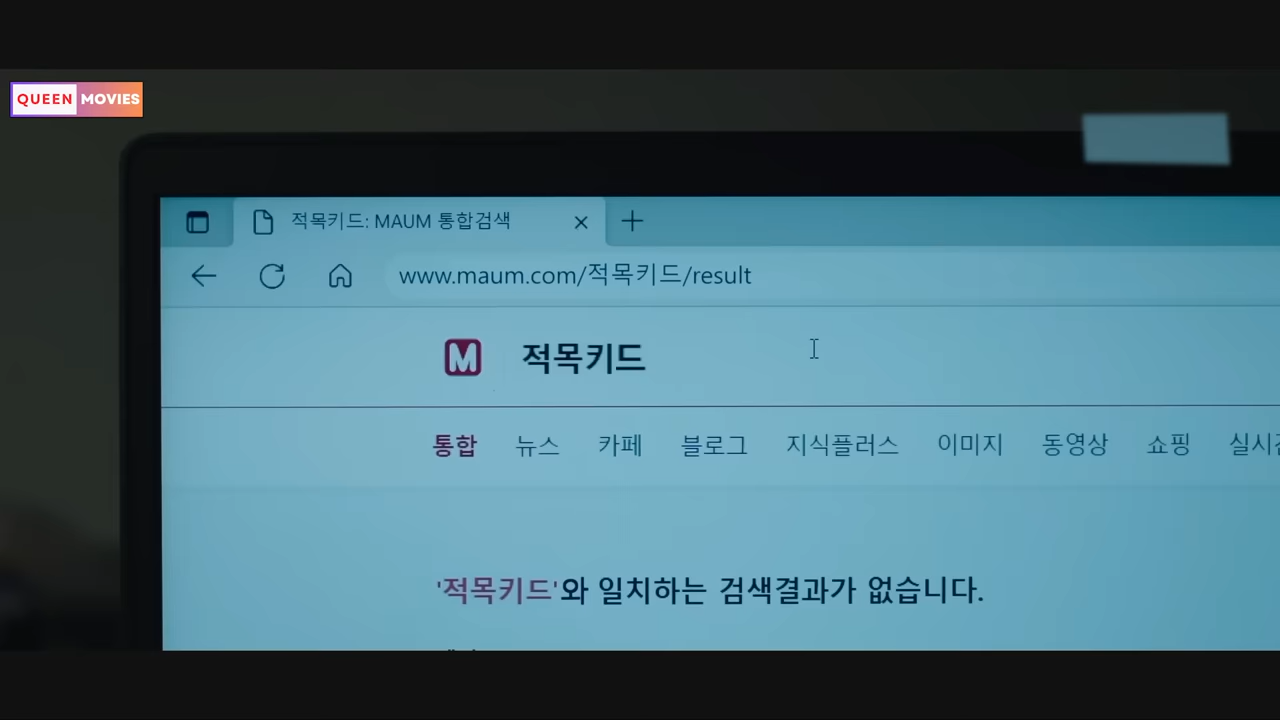 QUEEN MOVIES
적목키드: MAUM 통합검색
www.maum.com/적목키드/result
M 적목키드
통합 뉴스 카페 블로그 지식플러스 이미지 동영상 쇼핑
'적목키드'와 일치하는 검색결과가 없습니다.